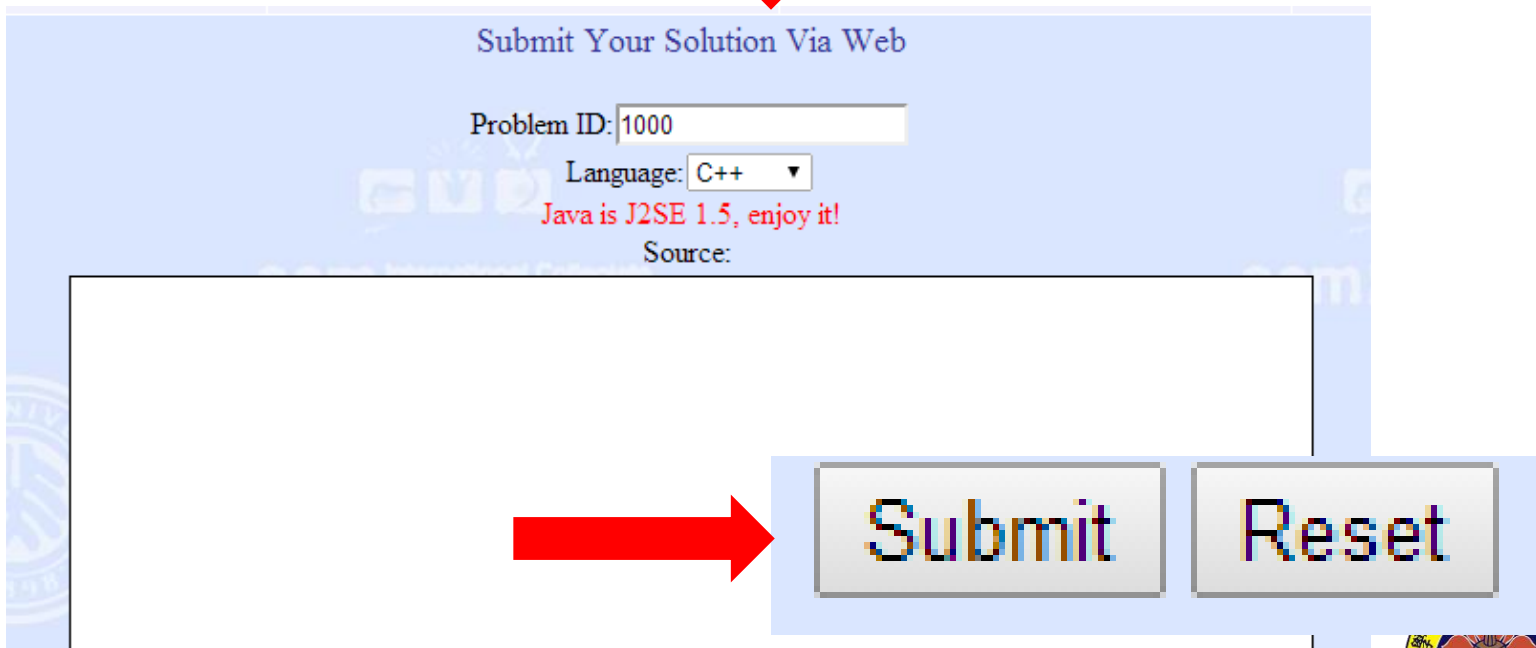 Submit Your Solution Via Web
Problem ID: 1000
Language: C++
Java is J2SE 1.5, enjoy it!
Source:
Submit Reset